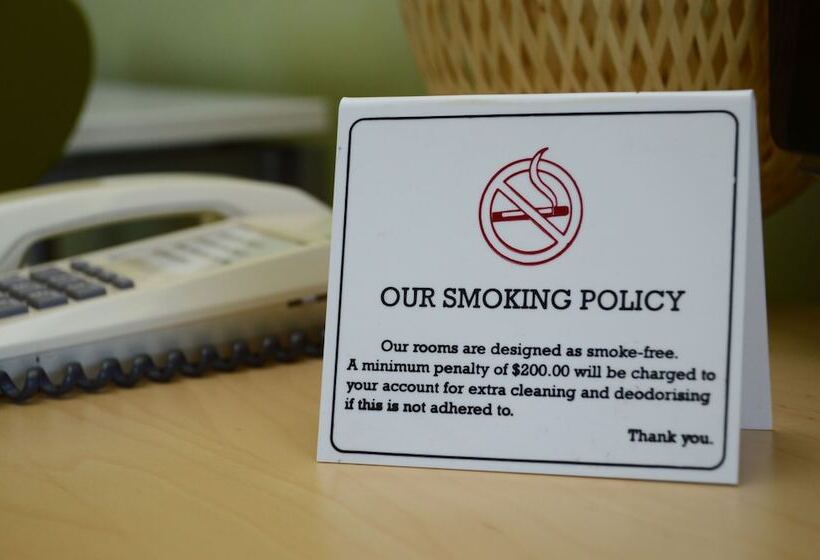 OUR SMOKING POLICY
Our rooms are designed as smoke-free.
A minimum penalty of $200.00 will be charged to
your account for extra cleaning and deodorising
if this is not adhered to.
Thank you.